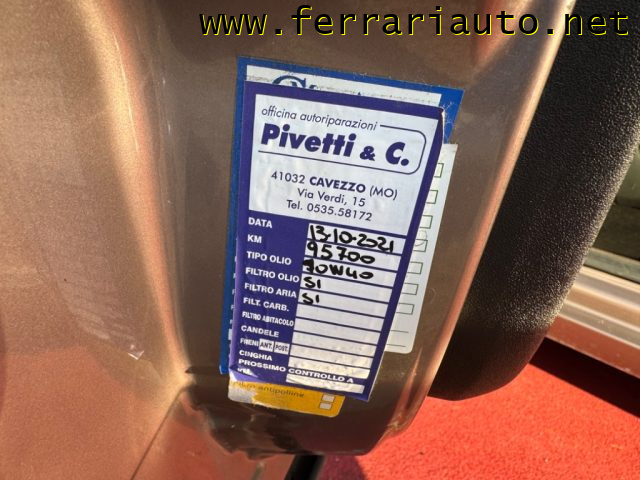 www.ferrariauto.net
officina autoriparazioni
Pivetti & C.
41032 CAVEZZO (MO)
Via Verdi, 15
Tel. 0535.58172
DATA 13-10-2021
KM 95700
TIPO OLIO 10W40
FILTRO OLIO SI
FILTRO ARIA SI
FILT. CARB.
FILTRO ABITACOLO
CANDELE
FRENI ANT. POST.
CINGHIA
PROSSIMO CONTROLLO A
KM
antipolline